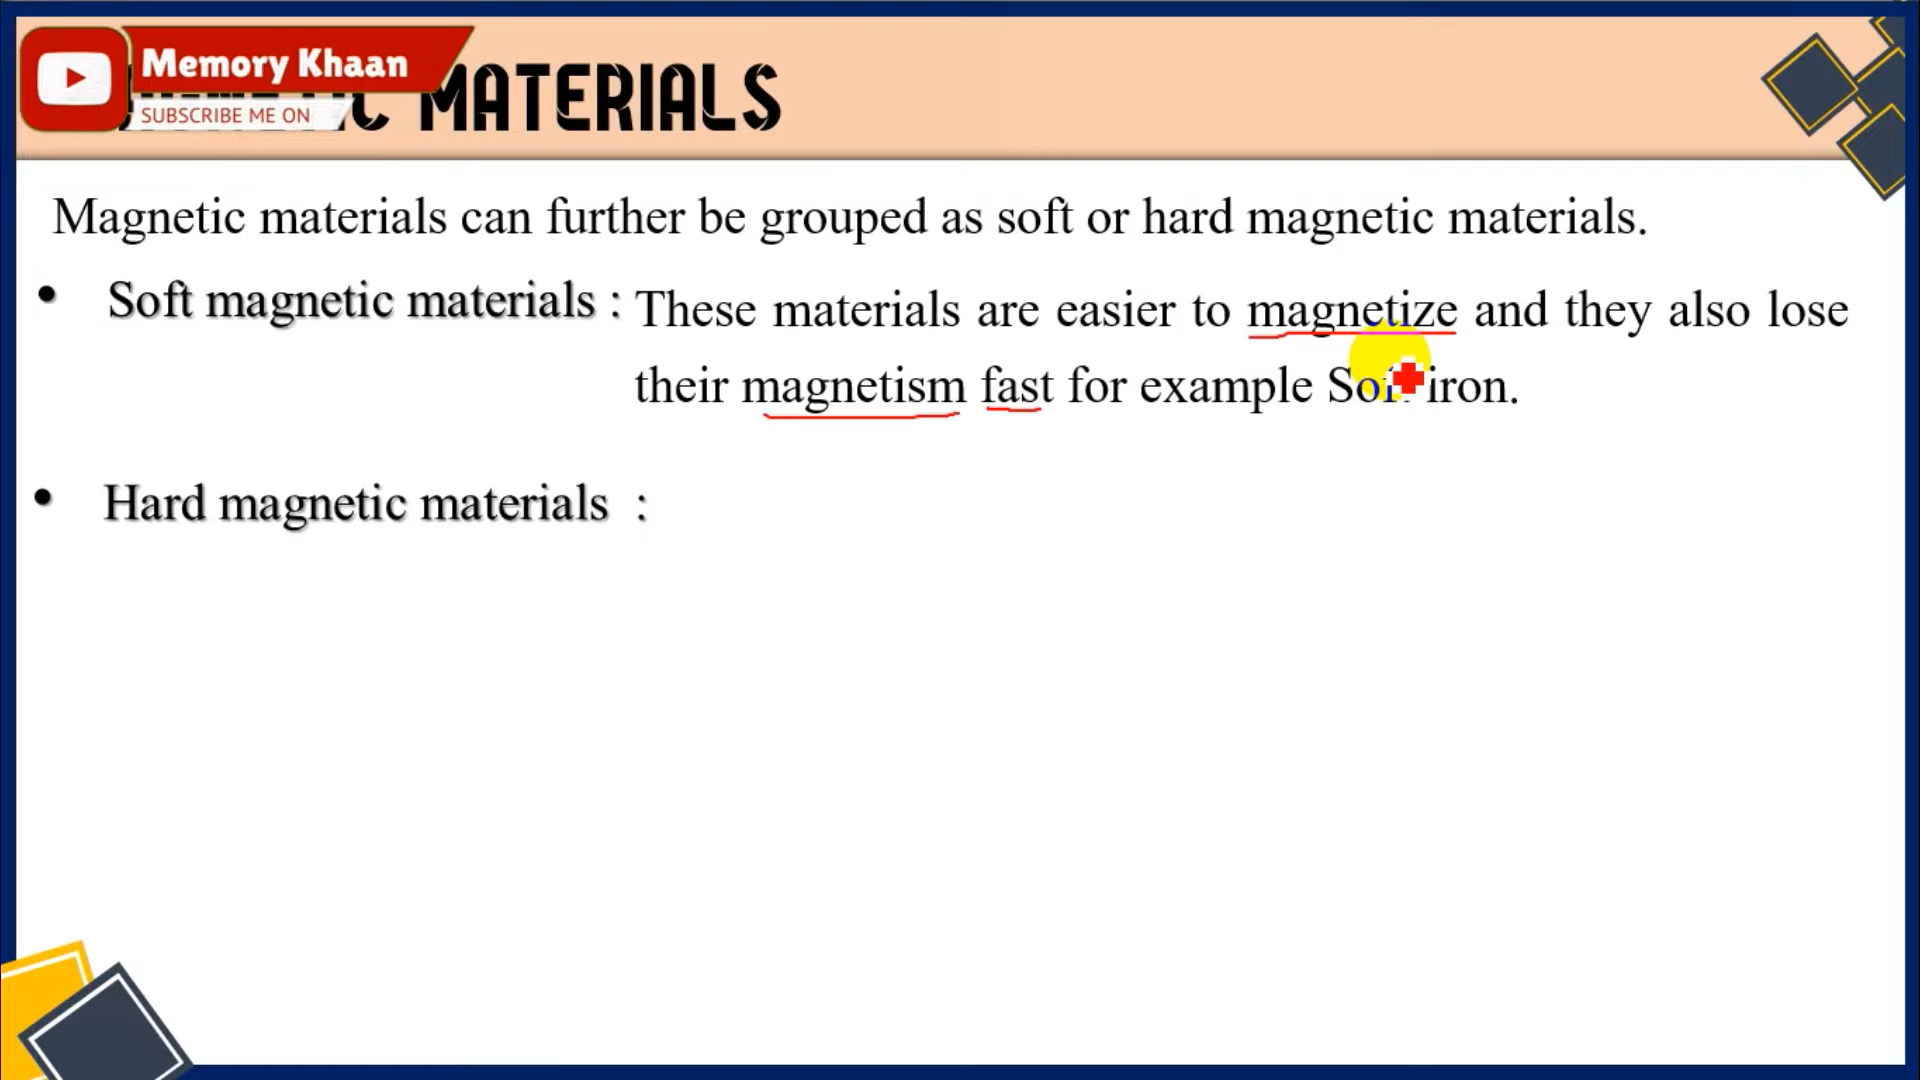 Memory Khaan
SUBSCRIBE ME ON
MATERIALS
Magnetic materials can further be grouped as soft or hard magnetic materials.
• Soft magnetic materials : These materials are easier to magnetize and they also lose
their magnetism fast for example Soft iron.
• Hard magnetic materials :